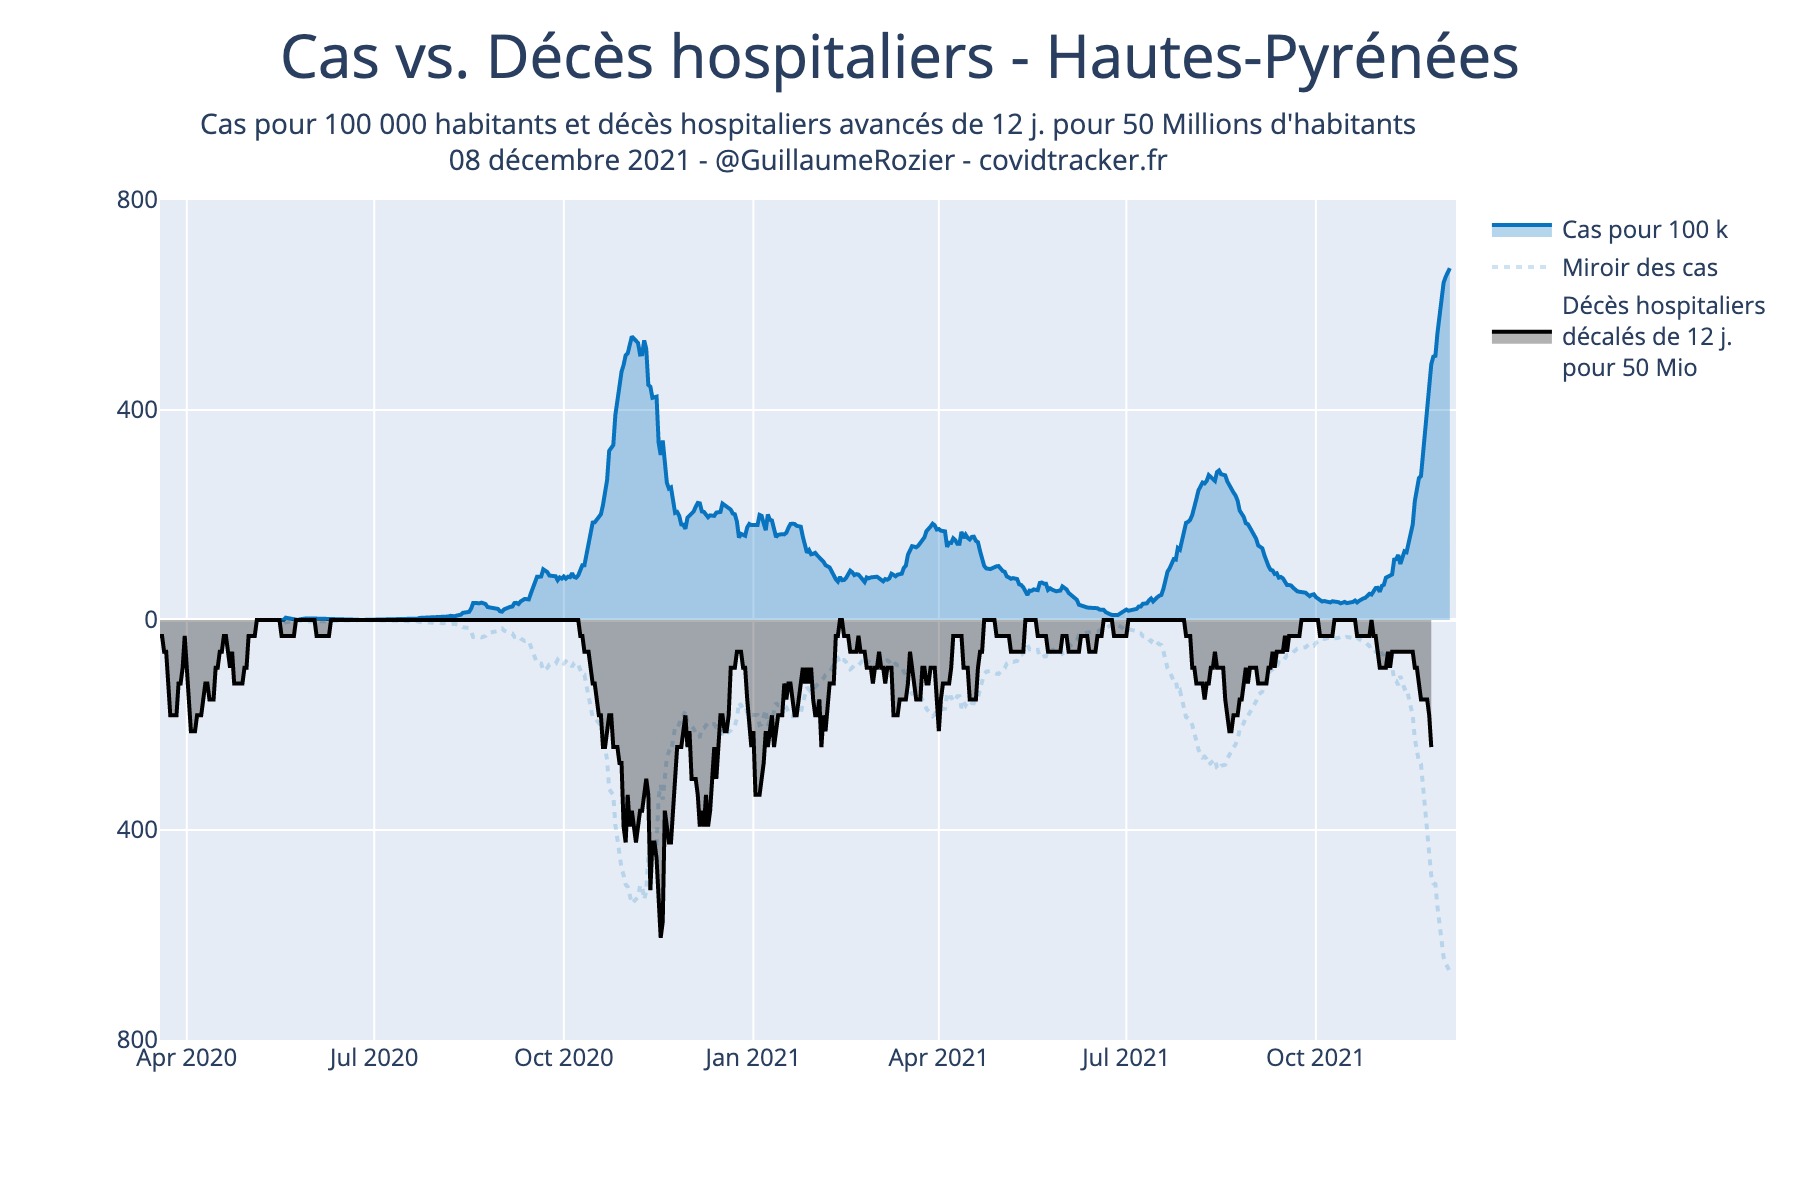 Cas vs. Décès hospitaliers - Hautes-Pyrénées
Cas pour 100 000 habitants et décès hospitaliers avancés de 12 j. pour 50 Millions d'habitants
08 décembre 2021 - @GuillaumeRozier - covidtracker.fr
800
400
0
400
800
Apr 2020
Jul 2020
Oct 2020
Jan 2021
Apr 2021
Jul 2021
Oct 2021
Cas pour 100 k
Miroir des cas
Décès hospitaliers
décalés de 12 j.
pour 50 Mio